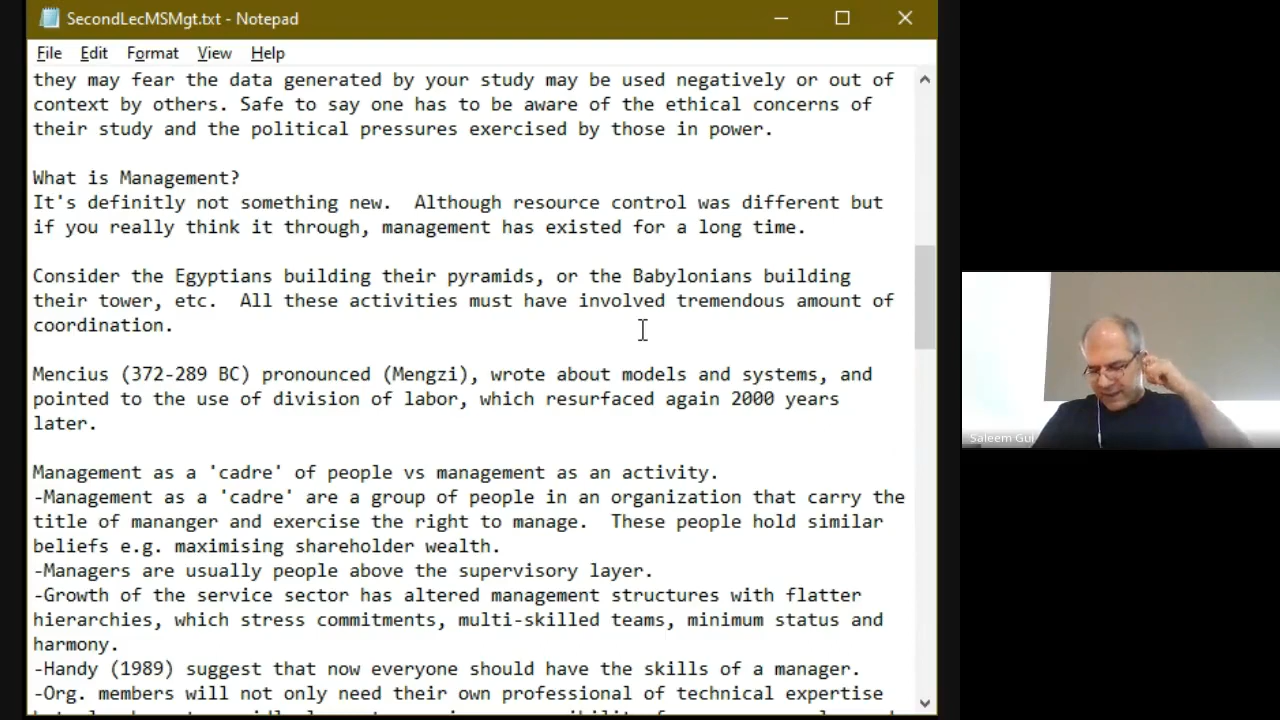 SecondLecMSMgt.txt - Notepad
File Edit Format View Help
they may fear the data generated by your study may be used negatively or out of
context by others. Safe to say one has to be aware of the ethical concerns of
their study and the political pressures exercised by those in power.
What is Management?
It's definitly not something new.  Although resource control was different but
if you really think it through, management has existed for a long time.
Consider the Egyptians building their pyramids, or the Babylonians building
their tower, etc.  All these activities must have involved tremendous amount of
coordination.
Mencius (372-289 BC) pronounced (Mengzi), wrote about models and systems, and
pointed to the use of division of labor, which resurfaced again 2000 years
later.
Management as a 'cadre' of people vs management as an activity.
-Management as a 'cadre' are a group of people in an organization that carry the
title of mananger and exercise the right to manage.  These people hold similar
beliefs e.g. maximising shareholder wealth.
-Managers are usually people above the supervisory layer.
-Growth of the service sector has altered management structures with flatter
hierarchies, which stress commitments, multi-skilled teams, minimum status and
harmony.
-Handy (1989) suggest that now everyone should have the skills of a manager.
-Org. members will not only need their own professional of technical expertise
Saleem Gul